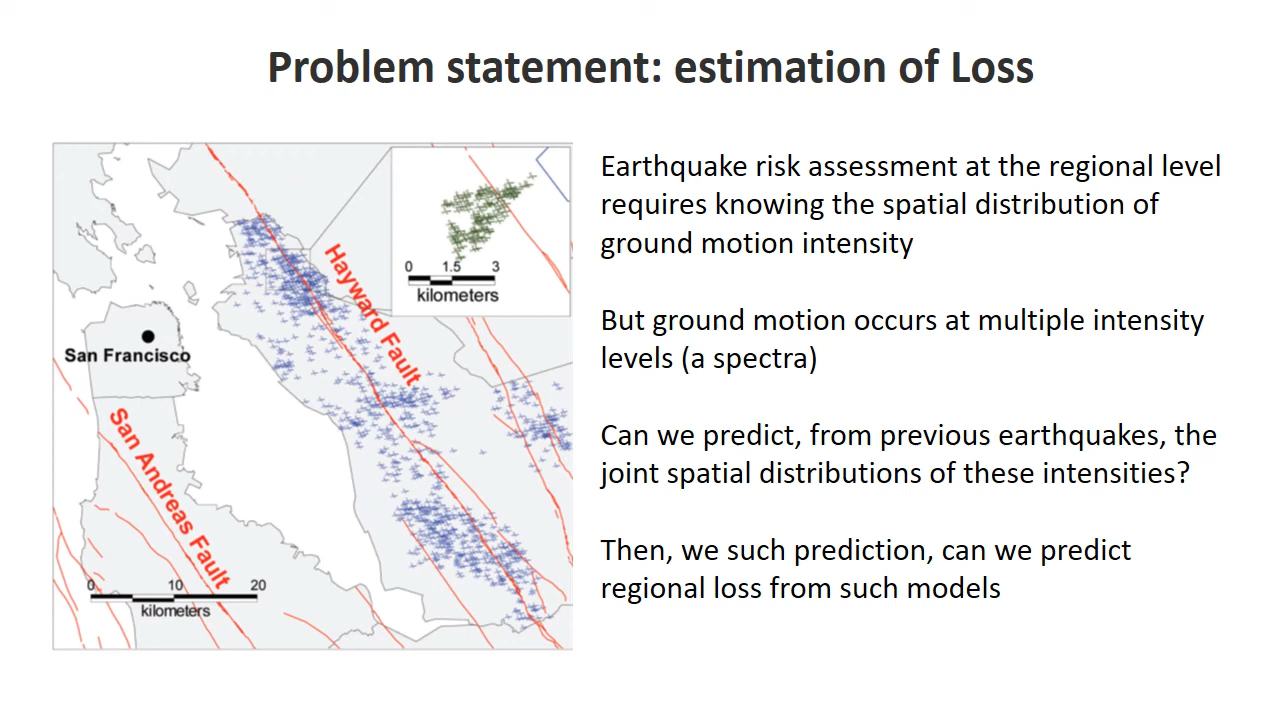 Problem statement: estimation of Loss
Hayward Fault
0 1.5 3
kilometers
San Francisco
San Andreas Fault
0 10 20
kilometers
Earthquake risk assessment at the regional level
requires knowing the spatial distribution of
ground motion intensity
But ground motion occurs at multiple intensity
levels (a spectra)
Can we predict, from previous earthquakes, the
joint spatial distributions of these intensities?
Then, we such prediction, can we predict
regional loss from such models